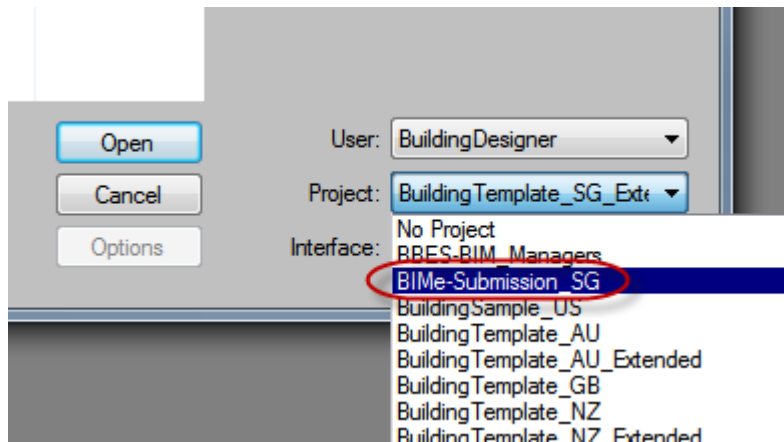 Open
User: BuildingDesigner
Cancel
Project: BuildingTemplate_SG_Exte
Options
Interface:
No Project
BBES-BIM_Managers
BIMe-Submission_SG
BuildingSample_US
BuildingTemplate_AU
BuildingTemplate_AU_Extended
BuildingTemplate_GB
BuildingTemplate_NZ
BuildingTemplate_NZ_Extended